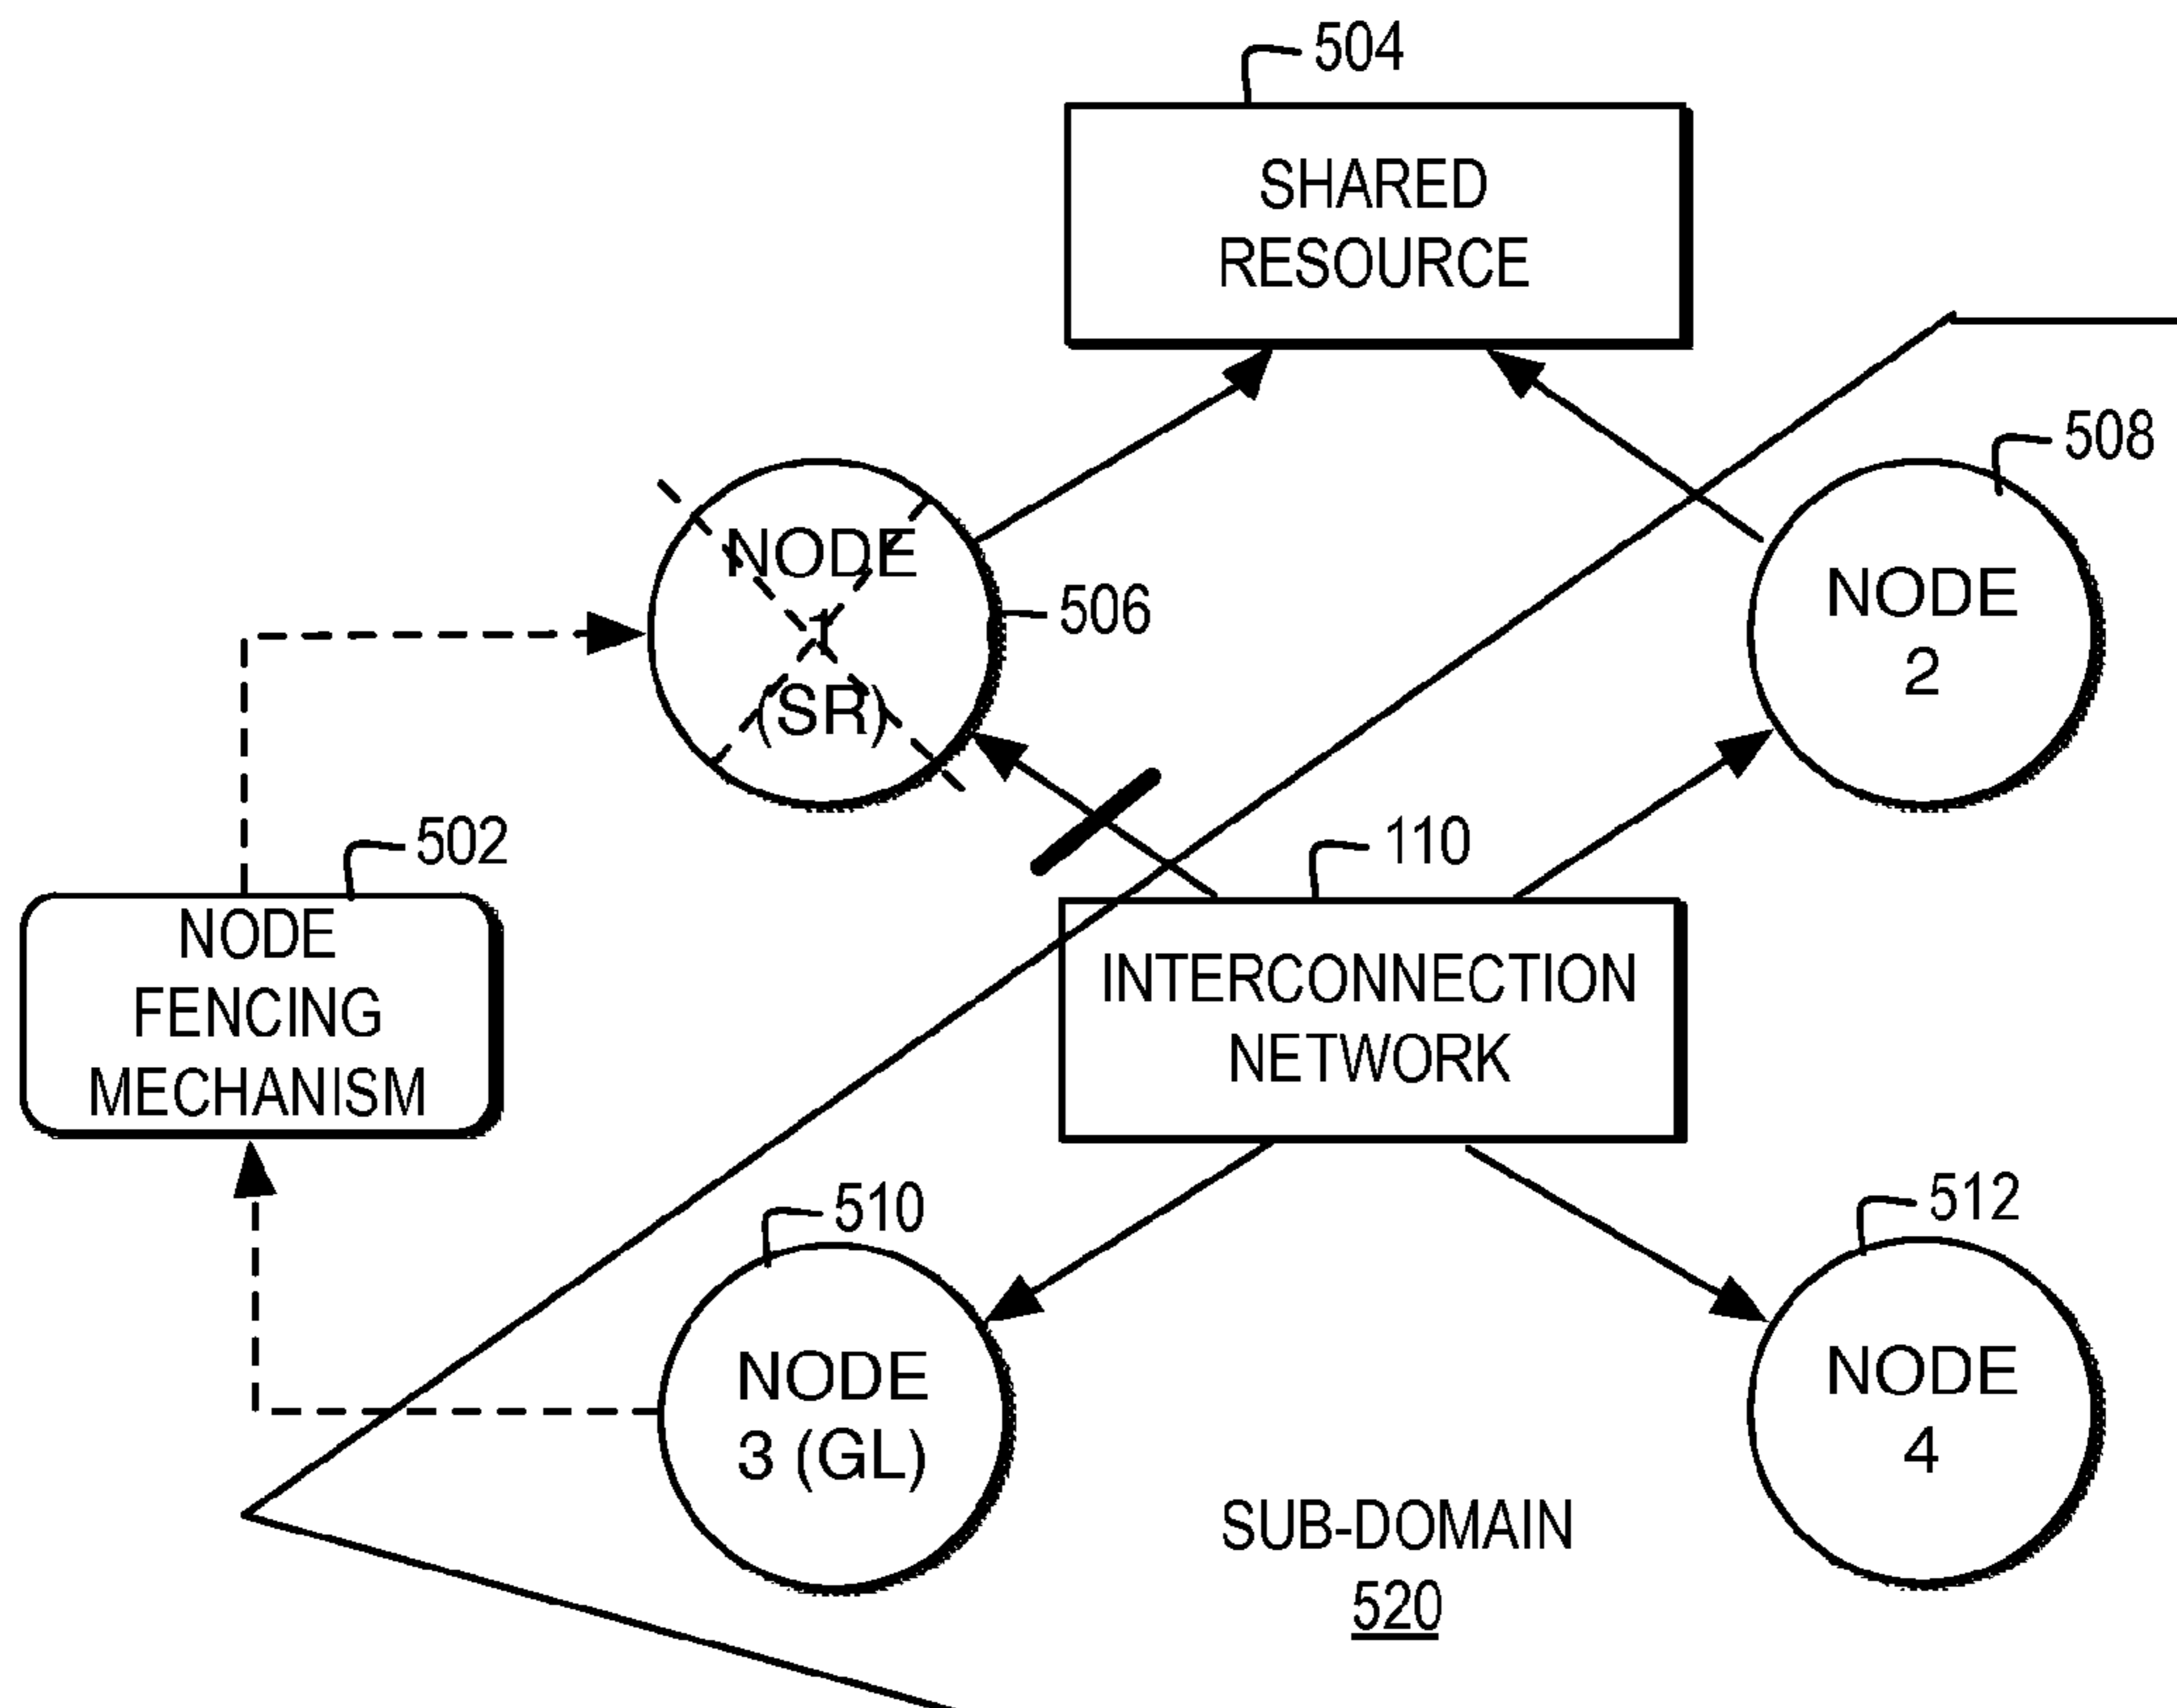 504
SHARED
RESOURCE
508
NODE
1
(SR)
506
NODE
2
502
110
NODE
FENCING
MECHANISM
INTERCONNECTION
NETWORK
510
512
NODE
3 (GL)
NODE
4
SUB-DOMAIN
520